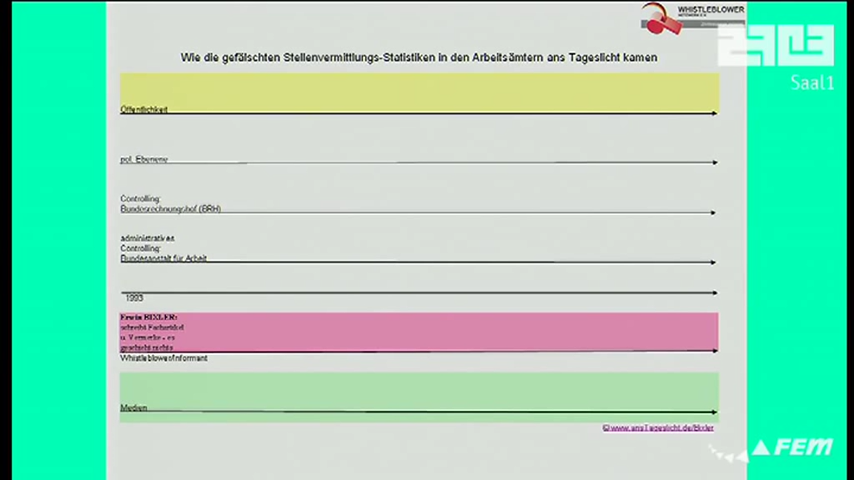 WHISTLEBLOWER
NETZWERK E.V.
29C3
Saal1
Wie die gefälschten Stellenvermittlungs-Statistiken in den Arbeitsämtern ans Tageslicht kamen
Öffentlichkeit
pol. Ebenene
Controlling:
Bundesrechnungshof (BRH)
administratives
Controlling:
Bundesanstalt für Arbeit
1993
Erwin BIXLER:
schreibt Fachartikel
u. Vermerke - es
geschieht nichts
Whistleblower/Informant
Medien
© www.ansTageslicht.de/Bixler
FEM